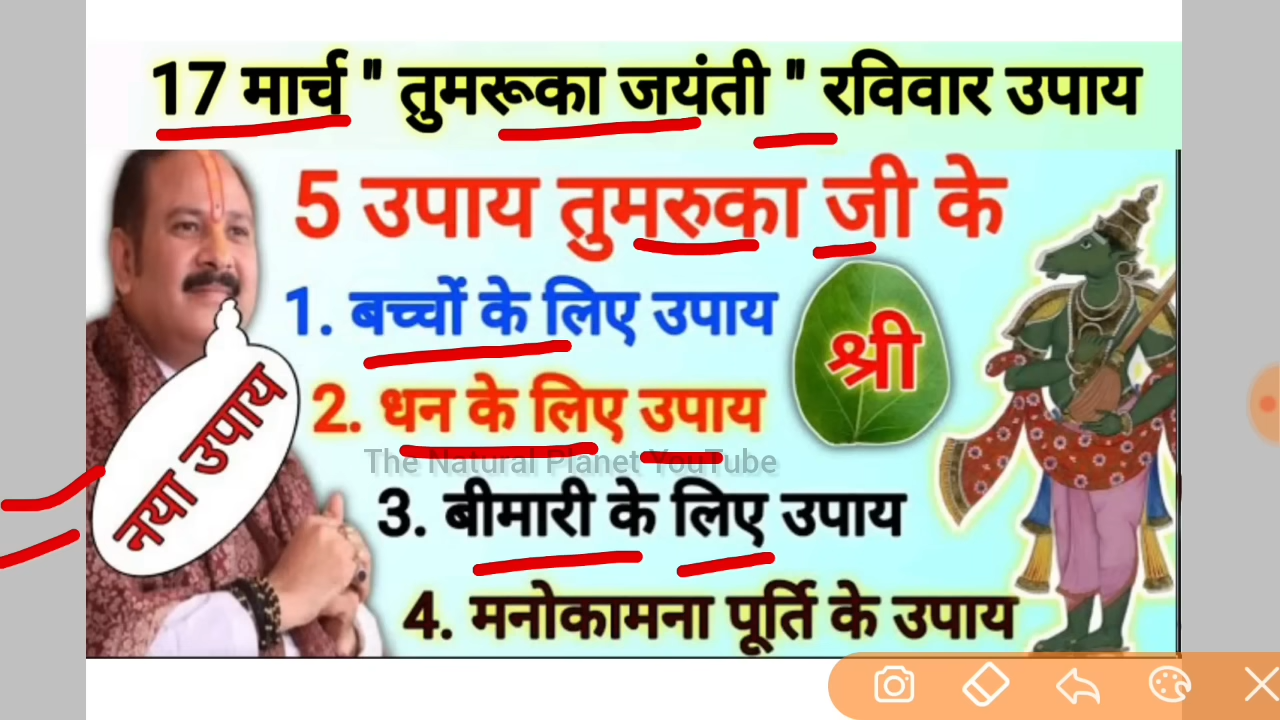 17 मार्च " तुमरूका जयंती " रविवार उपाय
5 उपाय तुमरुका जी के
1. बच्चों के लिए उपाय
श्री
2. धन के लिए उपाय
नया उपाय
The Natural Planet YouTube
3. बीमारी के लिए उपाय
4. मनोकामना पूर्ति के उपाय